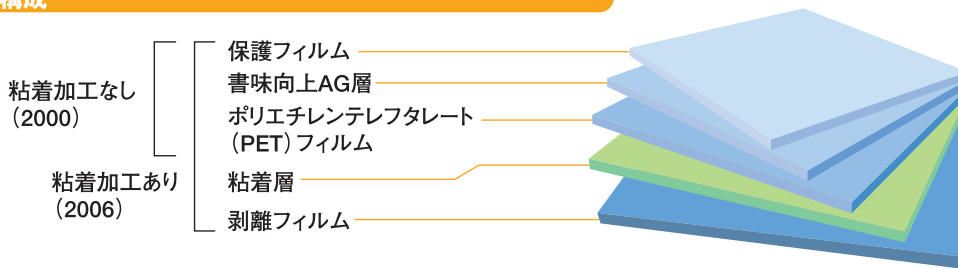 構成
保護フィルム
書味向上AG層
粘着加工なし
（2000）
ポリエチレンテレフタレート
（PET）フィルム
粘着加工あり
（2006）
粘着層
剥離フィルム